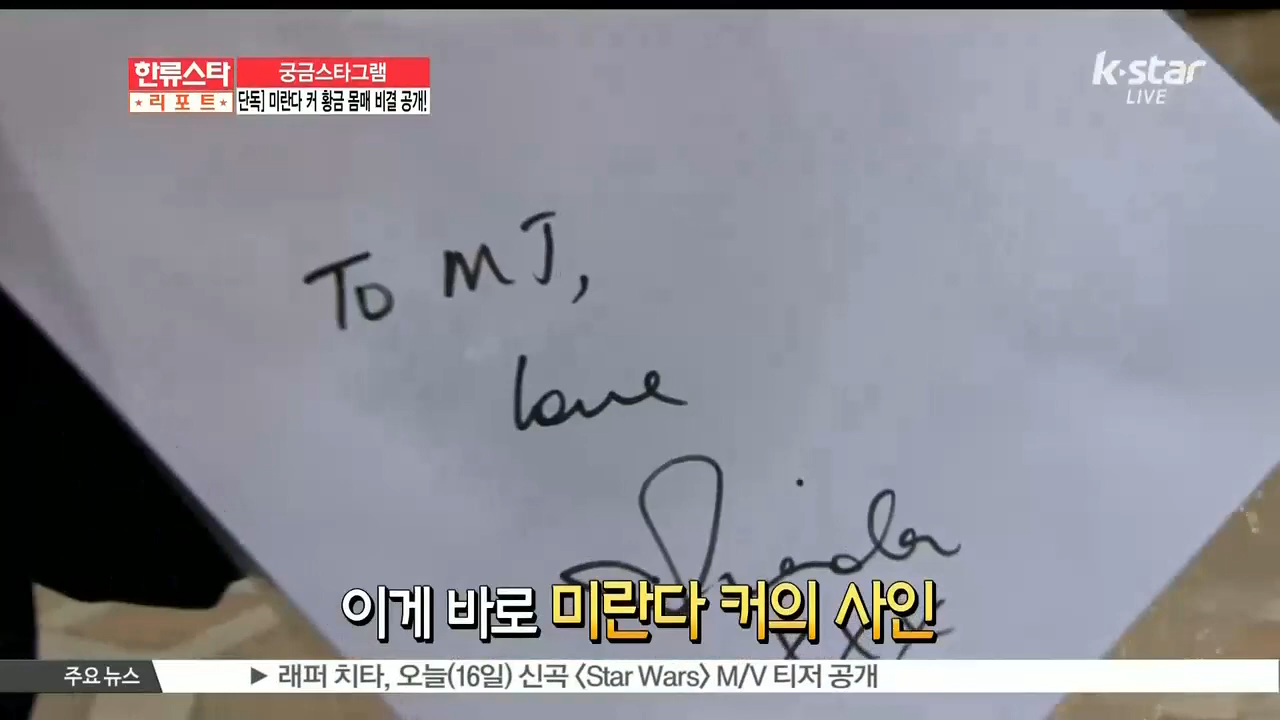 한류스타
리포트
궁금스타그램
단독] 미란다 커 황금 몸매 비결 공개!
k·star
LIVE
To MJ,
love
Miranda
xxx
이게 바로 미란다 커의 사인
주요뉴스
▶ 래퍼 치타, 오늘(16일) 신곡 〈Star Wars〉 M/V 티저 공개